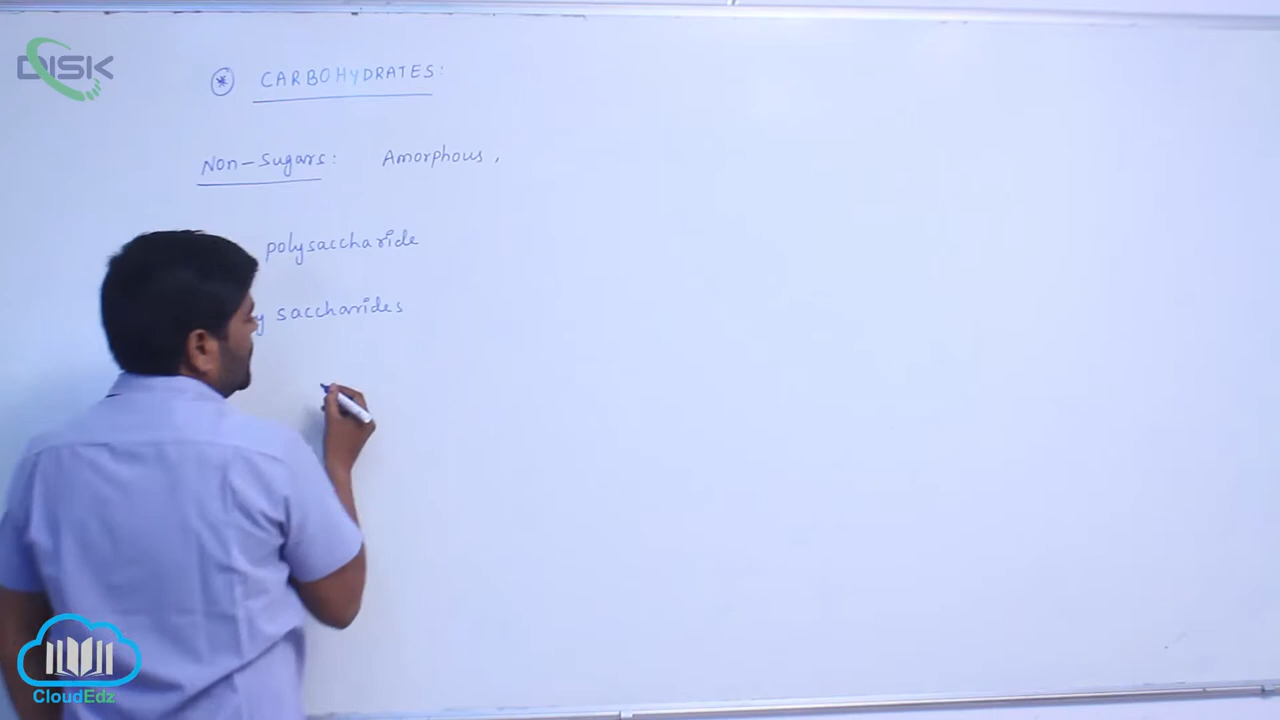 DISK
* CARBOHYDRATES:
Non-Sugars: Amorphous,
polysaccharide
y saccharides
CloudEdz